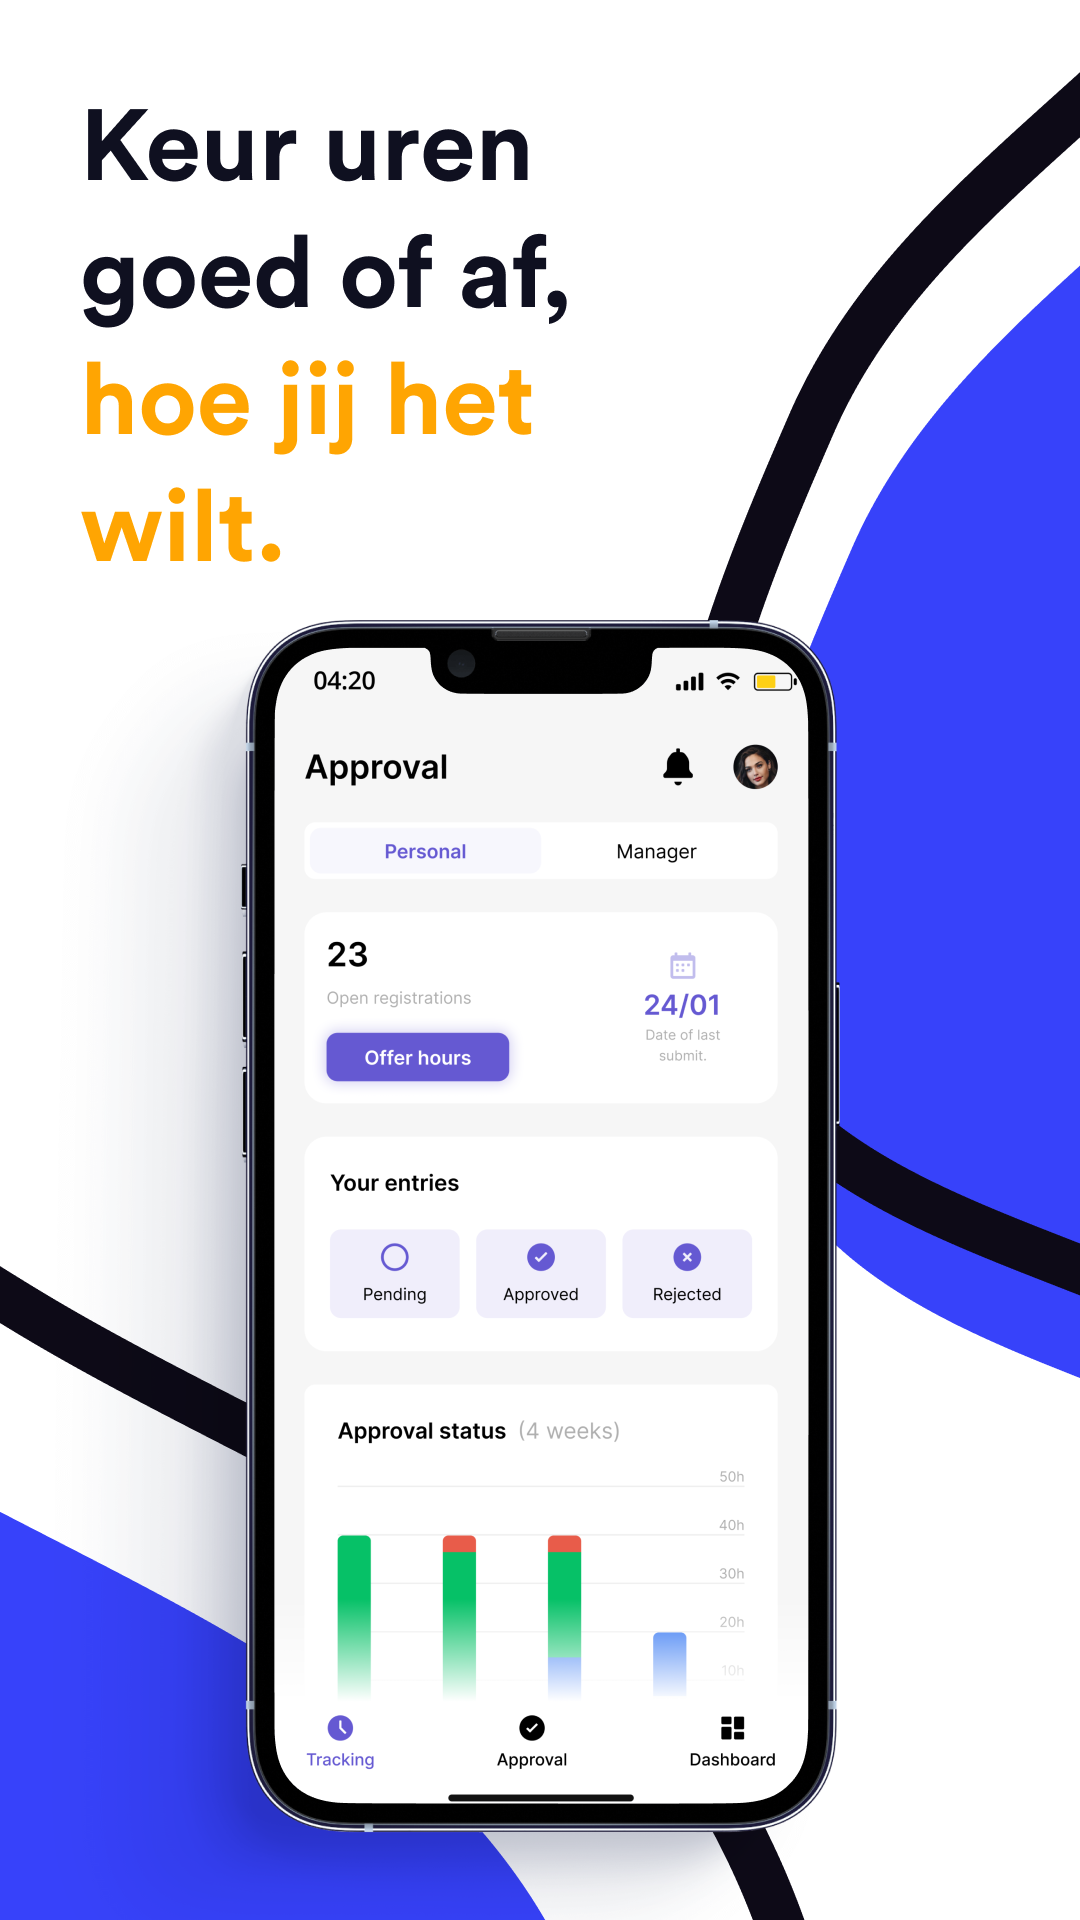 Keur uren
goed of af,
hoe jij het
wilt.
04:20
Approval
Personal
Manager
23
Open registrations
Offer hours
24/01
Date of last
submit.
Your entries
Pending
Approved
Rejected
Approval status (4 weeks)
50h
40h
30h
20h
10h
Tracking
Approval
Dashboard